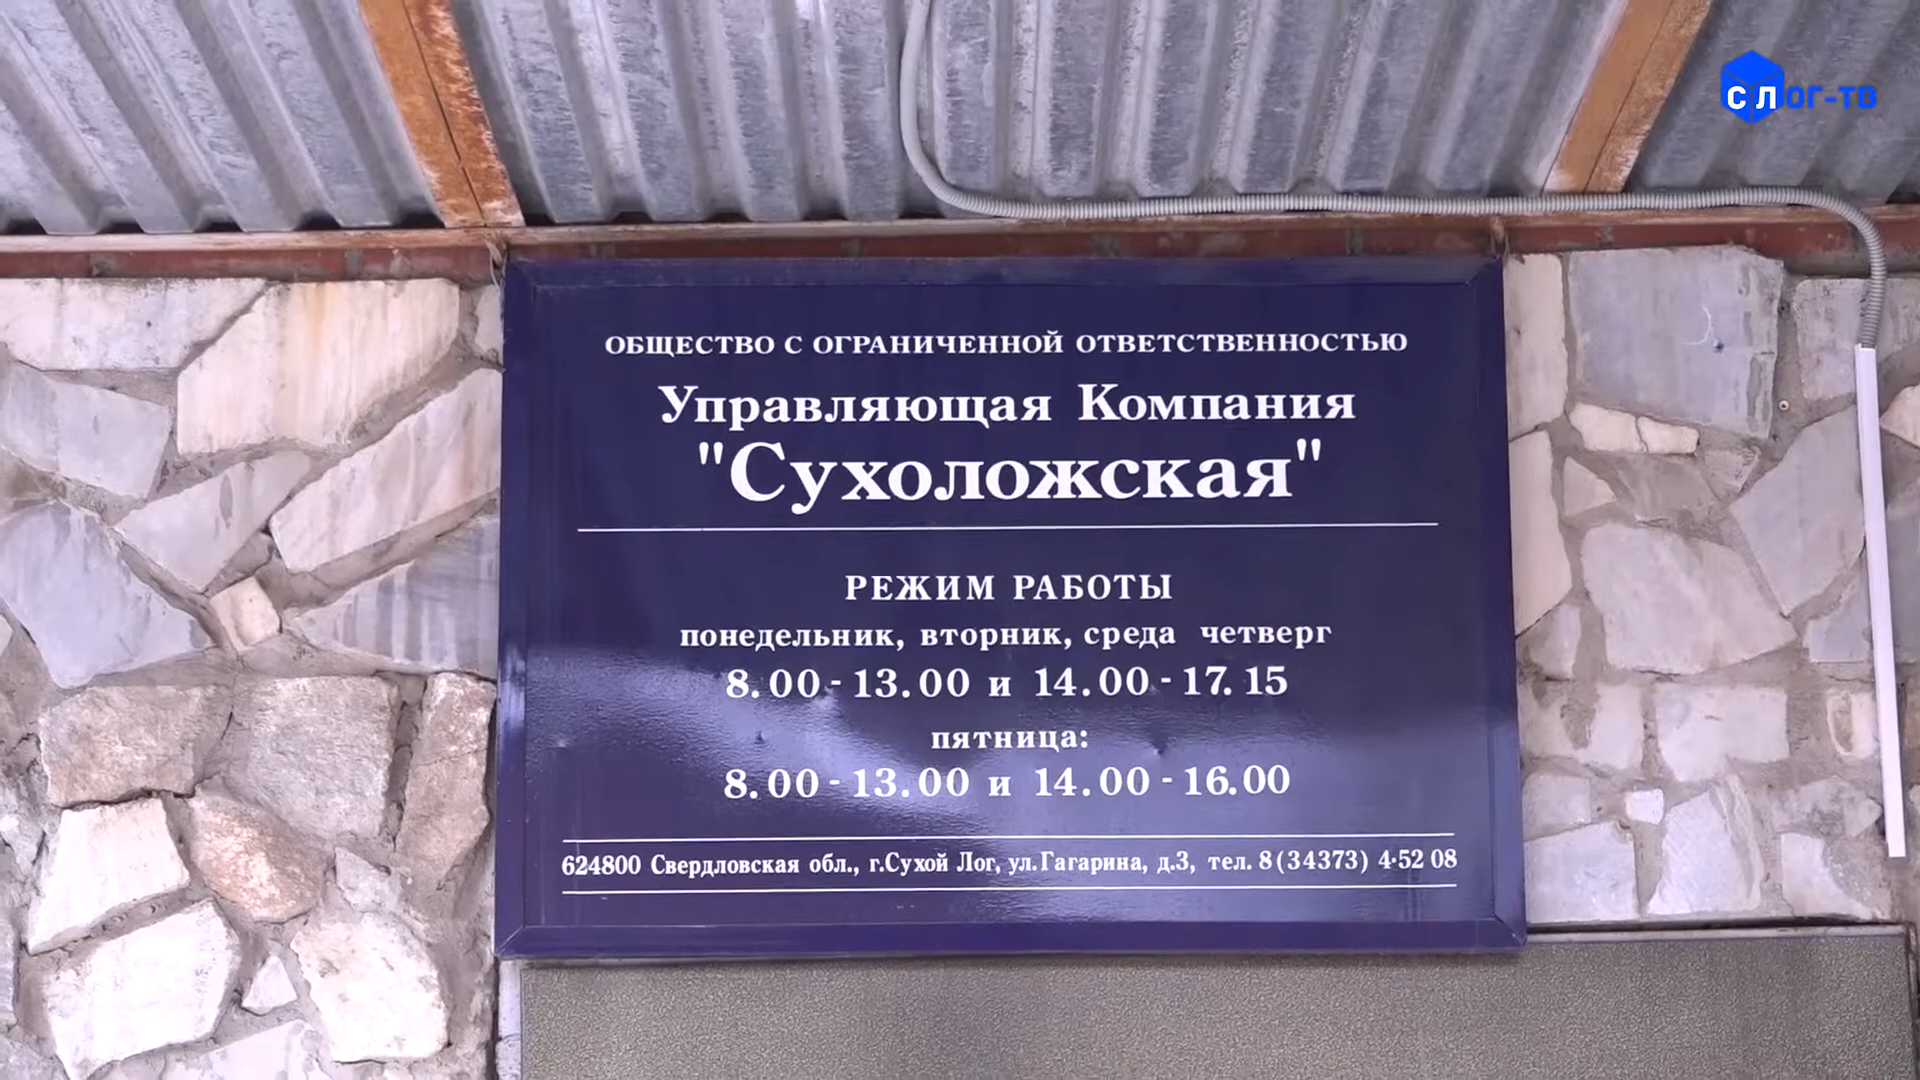 СЛОГ-ТВ
ОБЩЕСТВО С ОГРАНИЧЕННОЙ ОТВЕТСТВЕННОСТЬЮ
Управляющая Компания
"Сухоложская"
РЕЖИМ РАБОТЫ
понедельник, вторник, среда четверг
8.00 - 13.00 и 14.00 - 17.15
пятница:
8.00 - 13.00 и 14.00 - 16.00
624800 Свердловская обл., г.Сухой Лог, ул.Гагарина, д.3, тел. 8(34373) 4·52 08